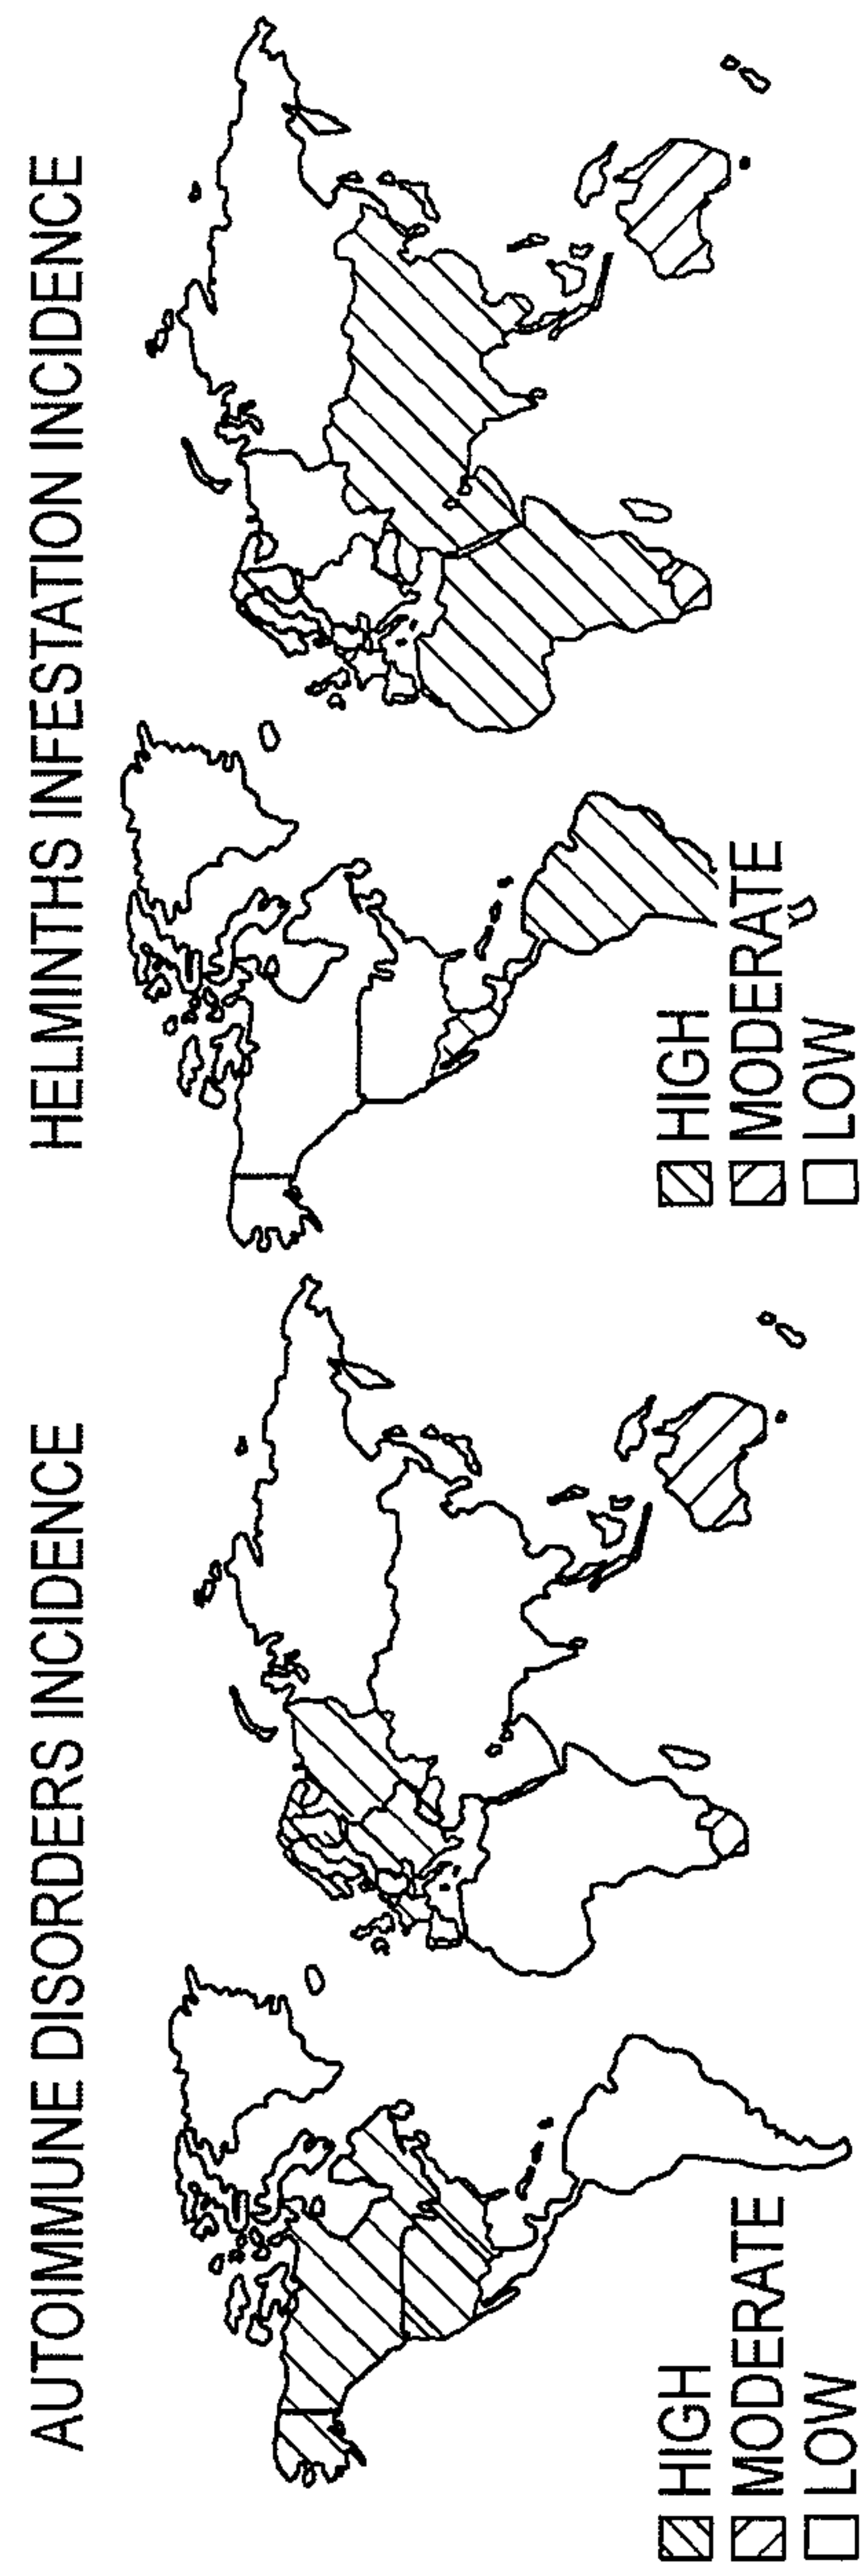 AUTOIMMUNE DISORDERS INCIDENCE
HIGH
MODERATE
LOW
HELMINTHS INFESTATION INCIDENCE
HIGH
MODERATE
LOW